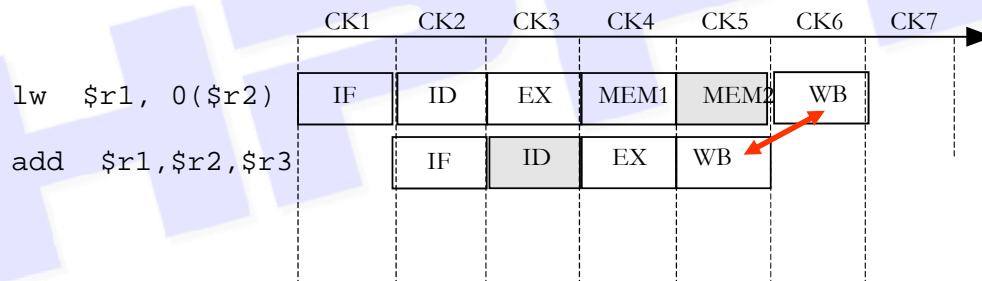 CK1 CK2 CK3 CK4 CK5 CK6 CK7
lw $r1, 0($r2) IF ID EX MEM1 MEM2 WB
add $r1,$r2,$r3 IF ID EX WB